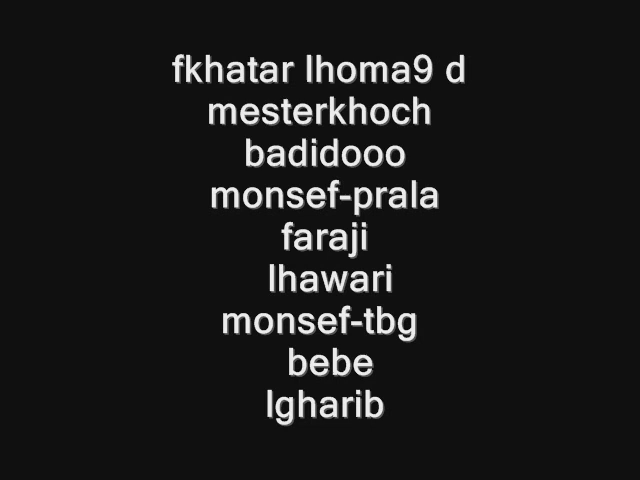 fkhatar lhoma9 d
mesterkhoch
badidooo
monsef-prala
faraji
lhawari
monsef-tbg
bebe
lgharib